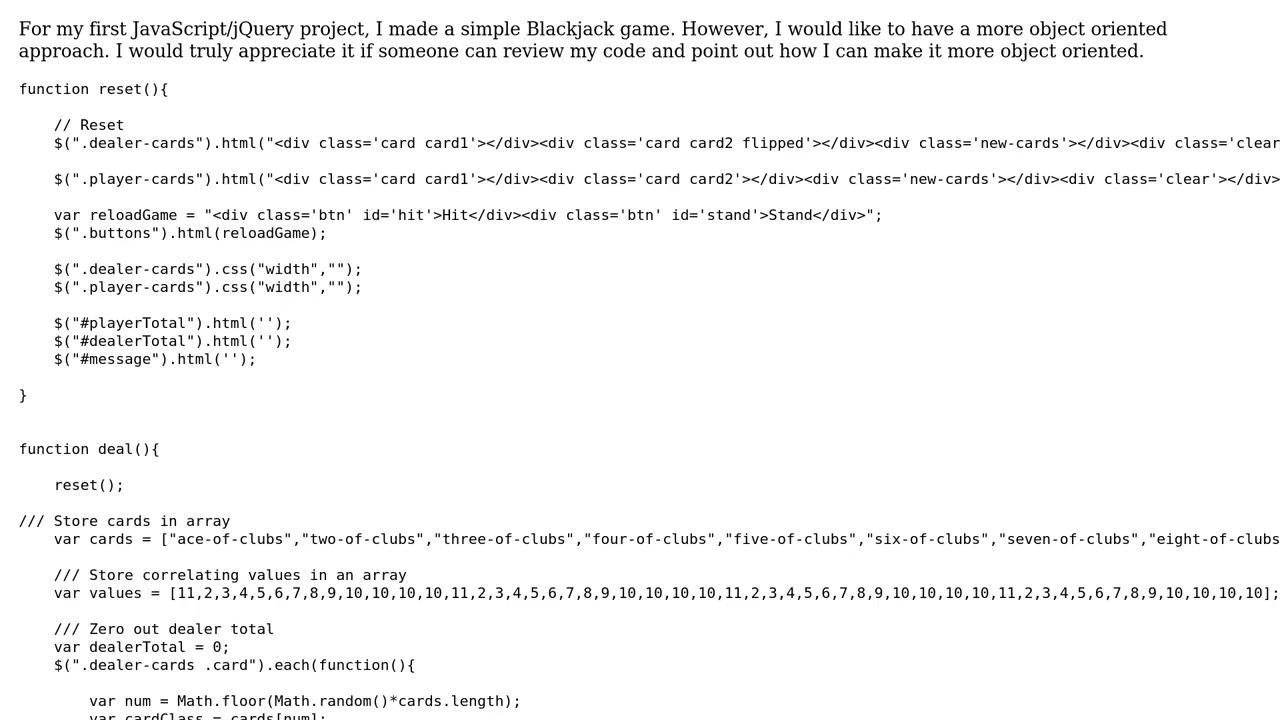 For my first JavaScript/jQuery project, I made a simple Blackjack game. However, I would like to have a more object oriented
approach. I would truly appreciate it if someone can review my code and point out how I can make it more object oriented.
function reset(){
// Reset
$(".dealer-cards").html("<div class='card card1'></div><div class='card card2 flipped'></div><div class='new-cards'></div><div class='clear
$(".player-cards").html("<div class='card card1'></div><div class='card card2'></div><div class='new-cards'></div><div class='clear'></div>
var reloadGame = "<div class='btn' id='hit'>Hit</div><div class='btn' id='stand'>Stand</div>";
$(".buttons").html(reloadGame);
$(".dealer-cards").css("width","");
$(".player-cards").css("width","");
$("#playerTotal").html('');
$("#dealerTotal").html('');
$("#message").html('');
}
function deal(){
reset();
/// Store cards in array
var cards = ["ace-of-clubs","two-of-clubs","three-of-clubs","four-of-clubs","five-of-clubs","six-of-clubs","seven-of-clubs","eight-of-clubs
/// Store correlating values in an array
var values = [11,2,3,4,5,6,7,8,9,10,10,10,10,11,2,3,4,5,6,7,8,9,10,10,10,10,11,2,3,4,5,6,7,8,9,10,10,10,10,11,2,3,4,5,6,7,8,9,10,10,10,10];
/// Zero out dealer total
var dealerTotal = 0;
$(".dealer-cards .card").each(function(){
var num = Math.floor(Math.random()*cards.length);
var cardClass = cards[num];